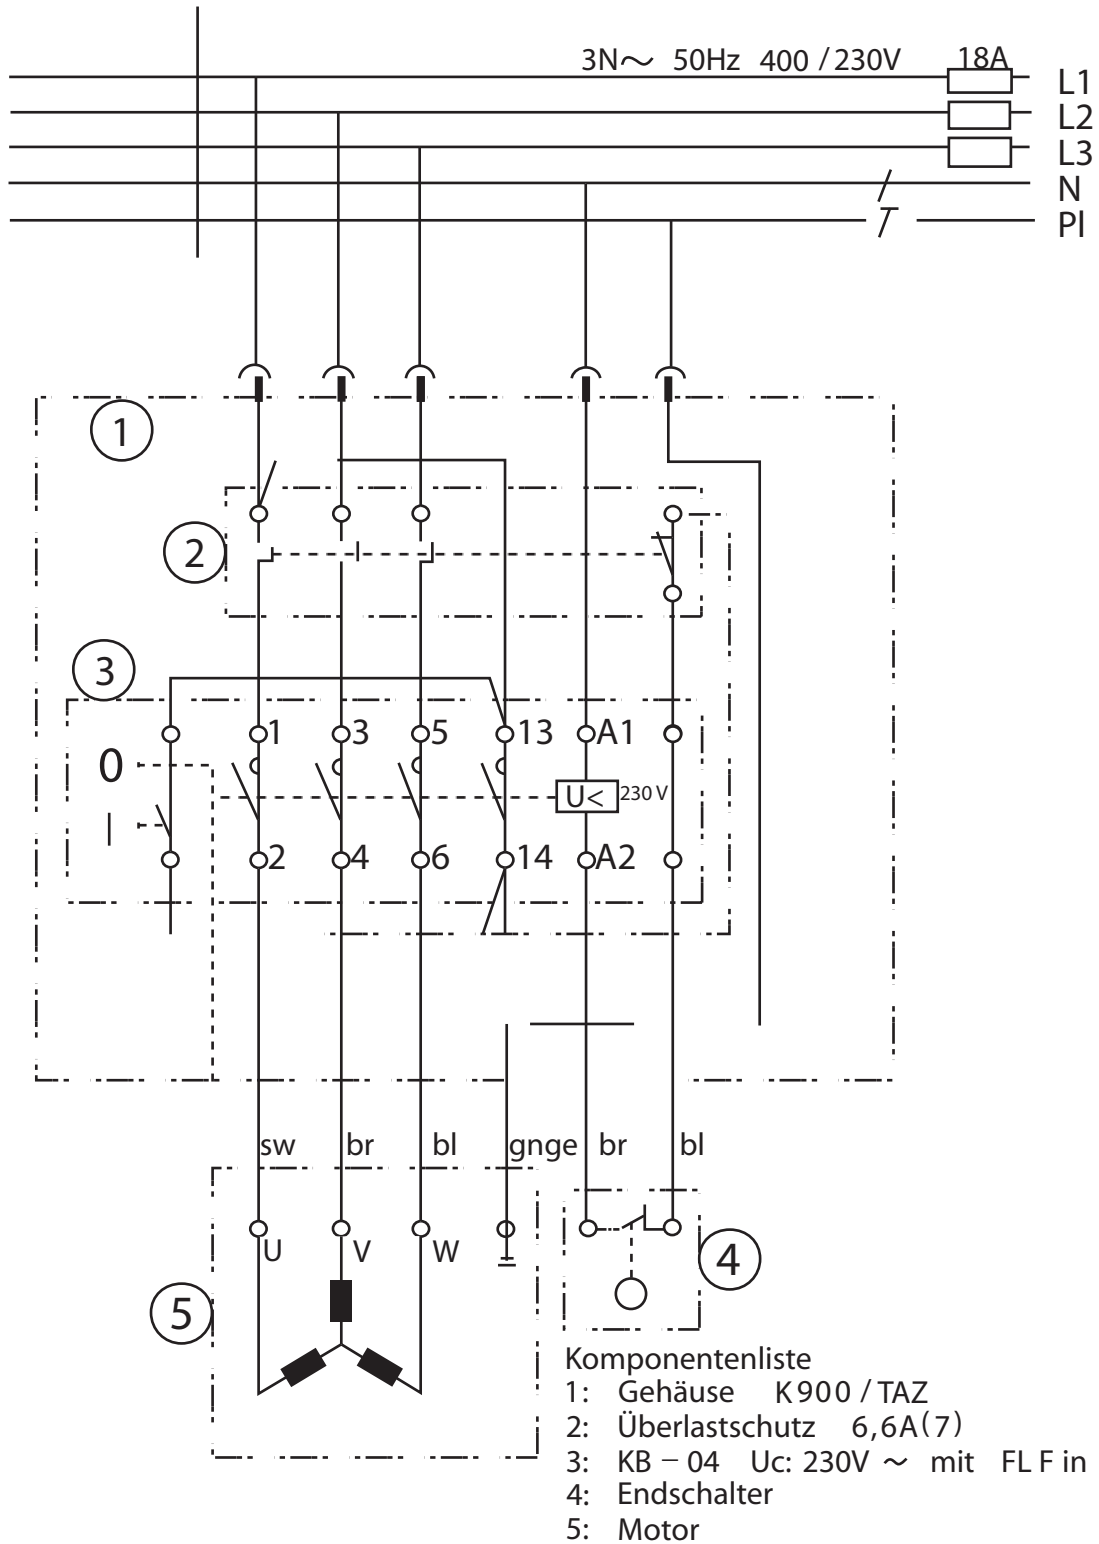 3N～ 50Hz 400 / 230V 18A
L1
L2
L3
N
Pl
1
2
3
1 3 5 13 A1
0
U< 230 V
I
2 4 6 14 A2
sw br bl gnge br bl
U V W
4
5
Komponentenliste
1: Gehäuse K900 / TAZ
2: Überlastschutz 6,6A(7)
3: KB – 04 Uc: 230V ～ mit FL F in
4: Endschalter
5: Motor